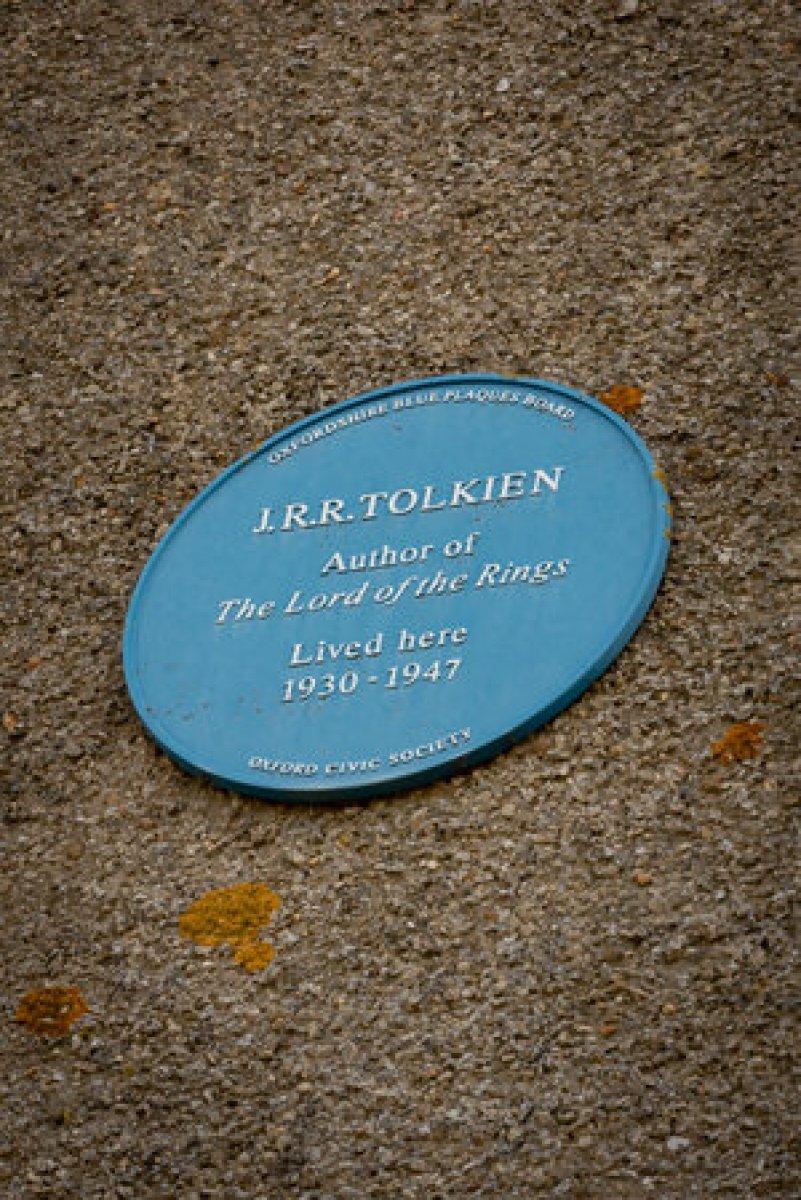 OXFORDSHIRE BLUE PLAQUES BOARD
J.R.R. TOLKIEN
Author of
The Lord of the Rings
Lived here
1930 - 1947
OXFORD CIVIC SOCIETY